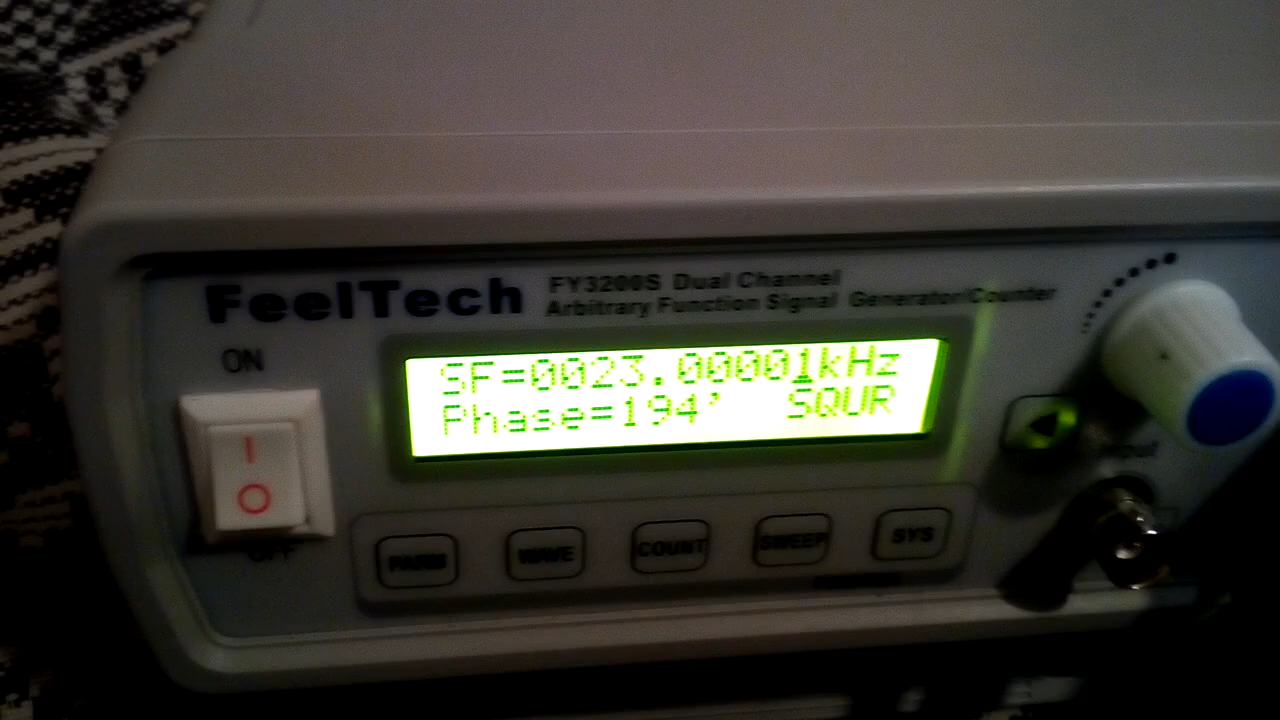 FeelTech
FY3200S Dual Channel
Arbitrary Function Signal Generator/Counter
ON
SF=0023.00001kHz
Phase=194' SQUR
OFF
PARM
WAVE
COUNT
SWEEP
SYS